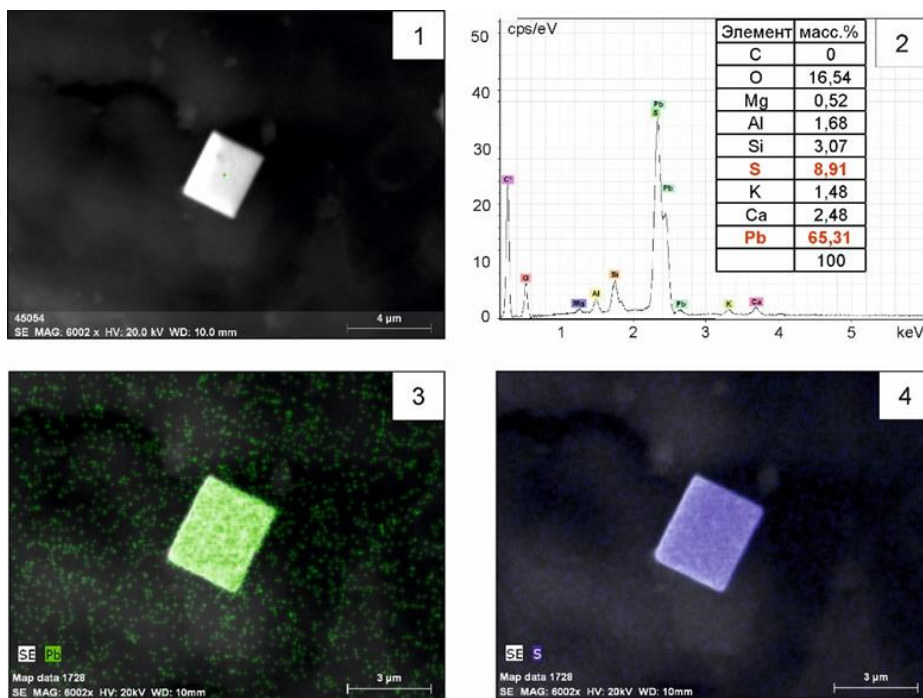 1
45054
SE MAG: 6002 x HV: 20.0 kV WD: 10.0 mm
4 µm
2
cps/eV
50
40
30
20
10
0
1
2
3
4
5
keV
Pb
S
Pb
O
Mg
Al
Si
Pb
K
Ca
Элемент масс.%
C 0
O 16,54
Mg 0,52
Al 1,68
Si 3,07
S 8,91
K 1,48
Ca 2,48
Pb 65,31
100
3
SE Pb
Map data 1728
SE MAG: 6002x HV: 20kV WD: 10mm
3 µm
4
SE S
Map data 1728
SE MAG: 6002x HV: 20kV WD: 10mm
3 µm